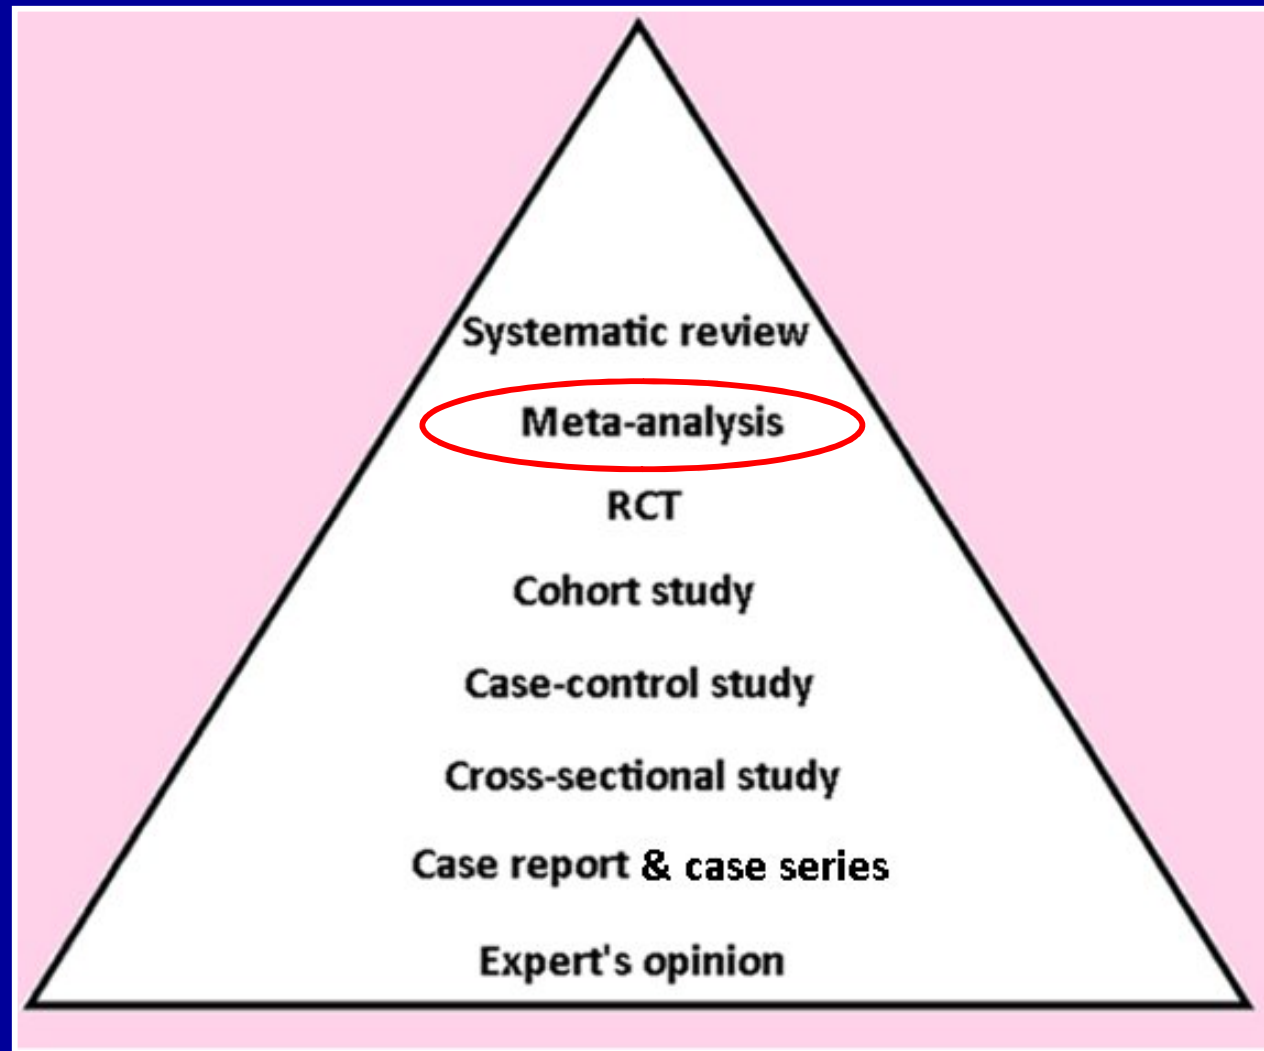 Systematic review
Meta-analysis
RCT
Cohort study
Case-control study
Cross-sectional study
Case report & case series
Expert's opinion